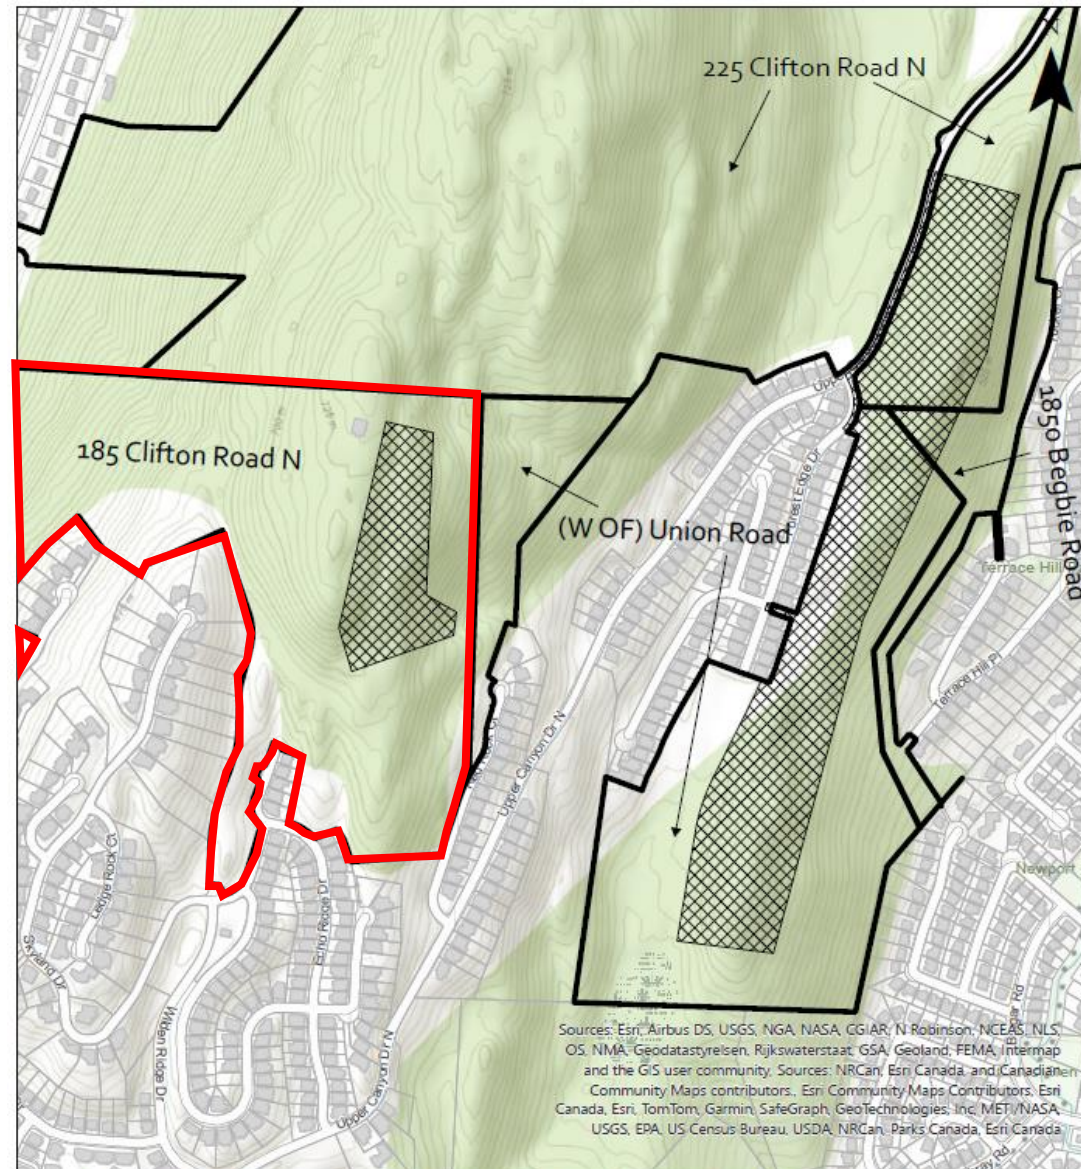 225 Clifton Road N
1850 Begbie Road
185 Clifton Road N
720 m
Forest Edge Dr
(W OF) Union Road
Terrace Hill
Terrace Hill Pl
Upper Canyon Dr N
Ledge Rock Ct
Echo Ridge Dr
Skyland Dr
Wilden Ridge Dr
Upper Canyon Dr N
Newport
Sources: Esri, Airbus DS, USGS, NGA, NASA, CGIAR, N Robinson, NCEAS, NLS,
OS, NMA, Geodatastyrelsen, Rijkswaterstaat, GSA, Geoland, FEMA, Intermap
and the GIS user community, Sources: NRCan, Esri Canada, and Canadian
Community Maps contributors., Esri Community Maps Contributors, Esri
Canada, Esri, TomTom, Garmin, SafeGraph, GeoTechnologies, Inc, MET/NASA,
USGS, EPA, US Census Bureau, USDA, NRCan, Parks Canada, Esri Canada